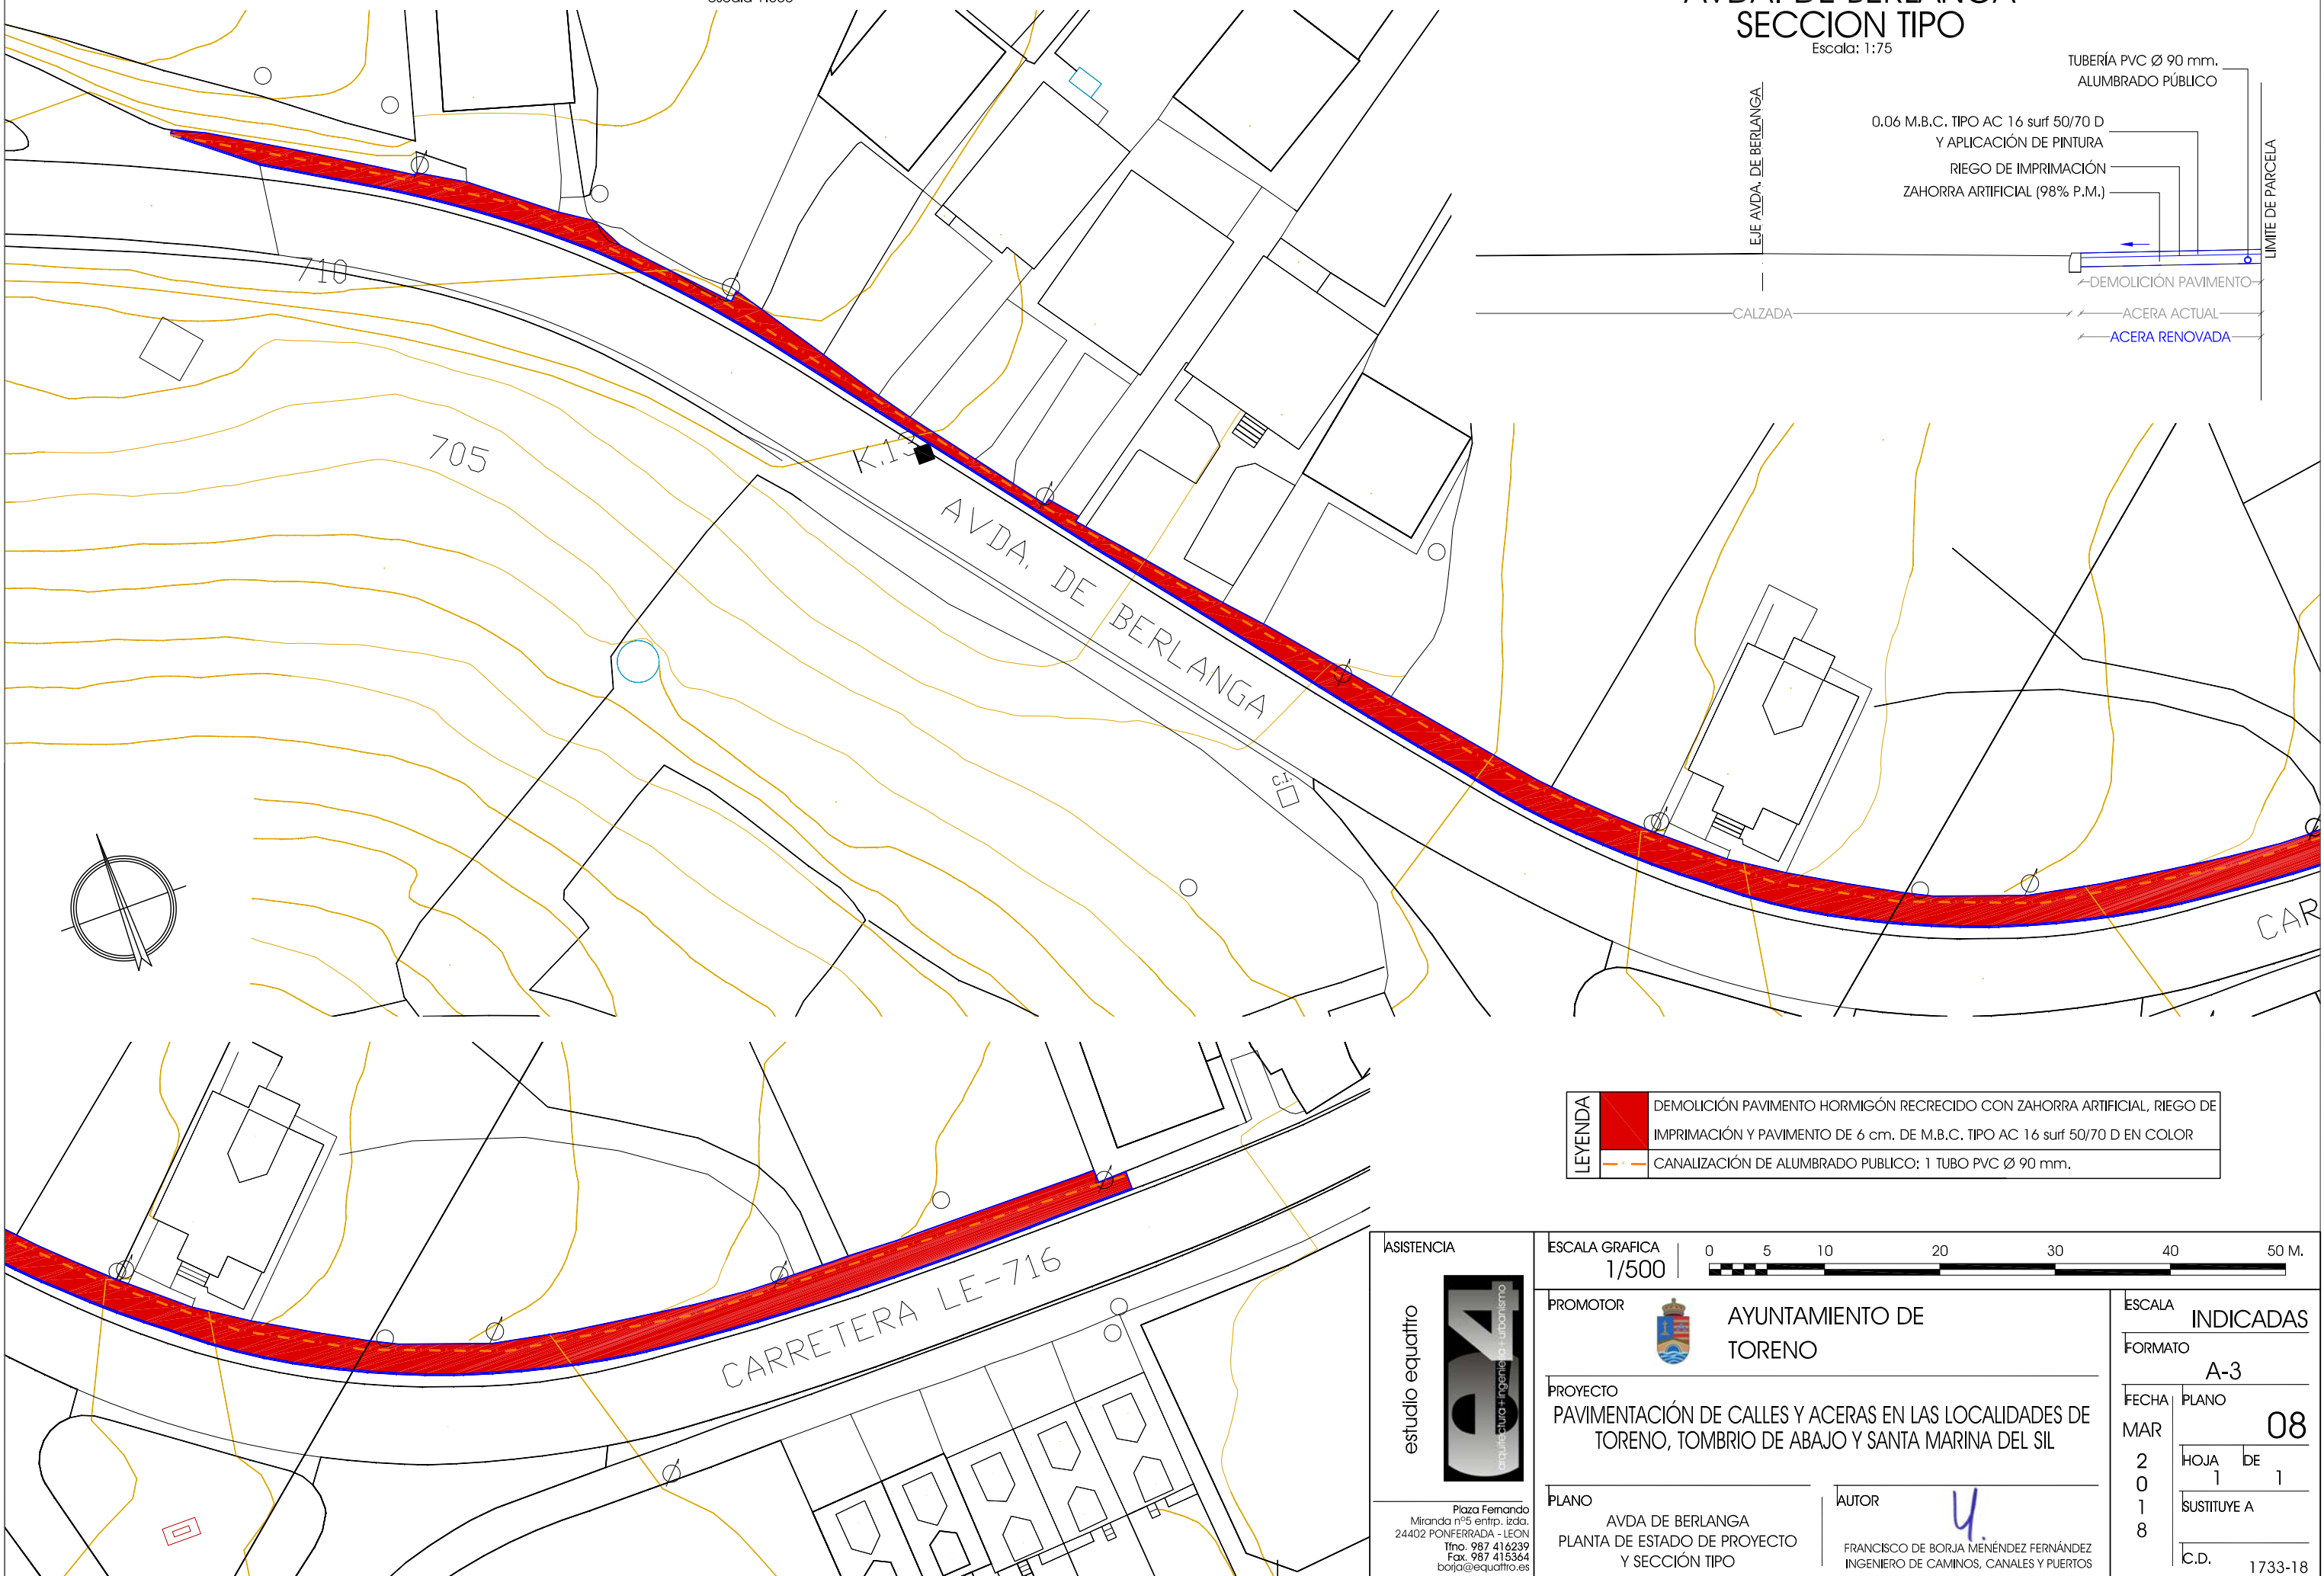 SECCION TIPO
Escala: 1:75
TUBERÍA PVC Ø 90 mm.
ALUMBRADO PÚBLICO
0.06 M.B.C. TIPO AC 16 surf 50/70 D
Y APLICACIÓN DE PINTURA
RIEGO DE IMPRIMACIÓN
ZAHORRA ARTIFICIAL (98% P.M.)
EJE AVDA. DE BERLANGA
LIMITE DE PARCELA
DEMOLICIÓN PAVIMENTO
CALZADA
ACERA ACTUAL
ACERA RENOVADA
710
705
AVDA. DE BERLANGA
C.I.
CAR
CARRETERA LE-716
LEYENDA
DEMOLICIÓN PAVIMENTO HORMIGÓN RECRECIDO CON ZAHORRA ARTIFICIAL, RIEGO DE
IMPRIMACIÓN Y PAVIMENTO DE 6 cm. DE M.B.C. TIPO AC 16 surf 50/70 D EN COLOR
CANALIZACIÓN DE ALUMBRADO PUBLICO: 1 TUBO PVC Ø 90 mm.
ASISTENCIA
estudio equattro
e4
arquitectura+ingeniería+urbanismo
Plaza Fernando
Miranda nº5 entrp. izda.
24402 PONFERRADA - LEON
Tfno. 987 416239
Fax. 987 415364
borja@equattro.es
ESCALA GRAFICA
1/500
0 5 10 20 30 40 50 M.
PROMOTOR
AYUNTAMIENTO DE
TORENO
PROYECTO
PAVIMENTACIÓN DE CALLES Y ACERAS EN LAS LOCALIDADES DE
TORENO, TOMBRIO DE ABAJO Y SANTA MARINA DEL SIL
PLANO
AVDA DE BERLANGA
PLANTA DE ESTADO DE PROYECTO
Y SECCIÓN TIPO
AUTOR
FRANCISCO DE BORJA MENÉNDEZ FERNÁNDEZ
INGENIERO DE CAMINOS, CANALES Y PUERTOS
ESCALA
INDICADAS
FORMATO
A-3
FECHA
MAR
2
0
1
8
PLANO
08
HOJA DE
1 1
SUSTITUYE A
C.D.
1733-18